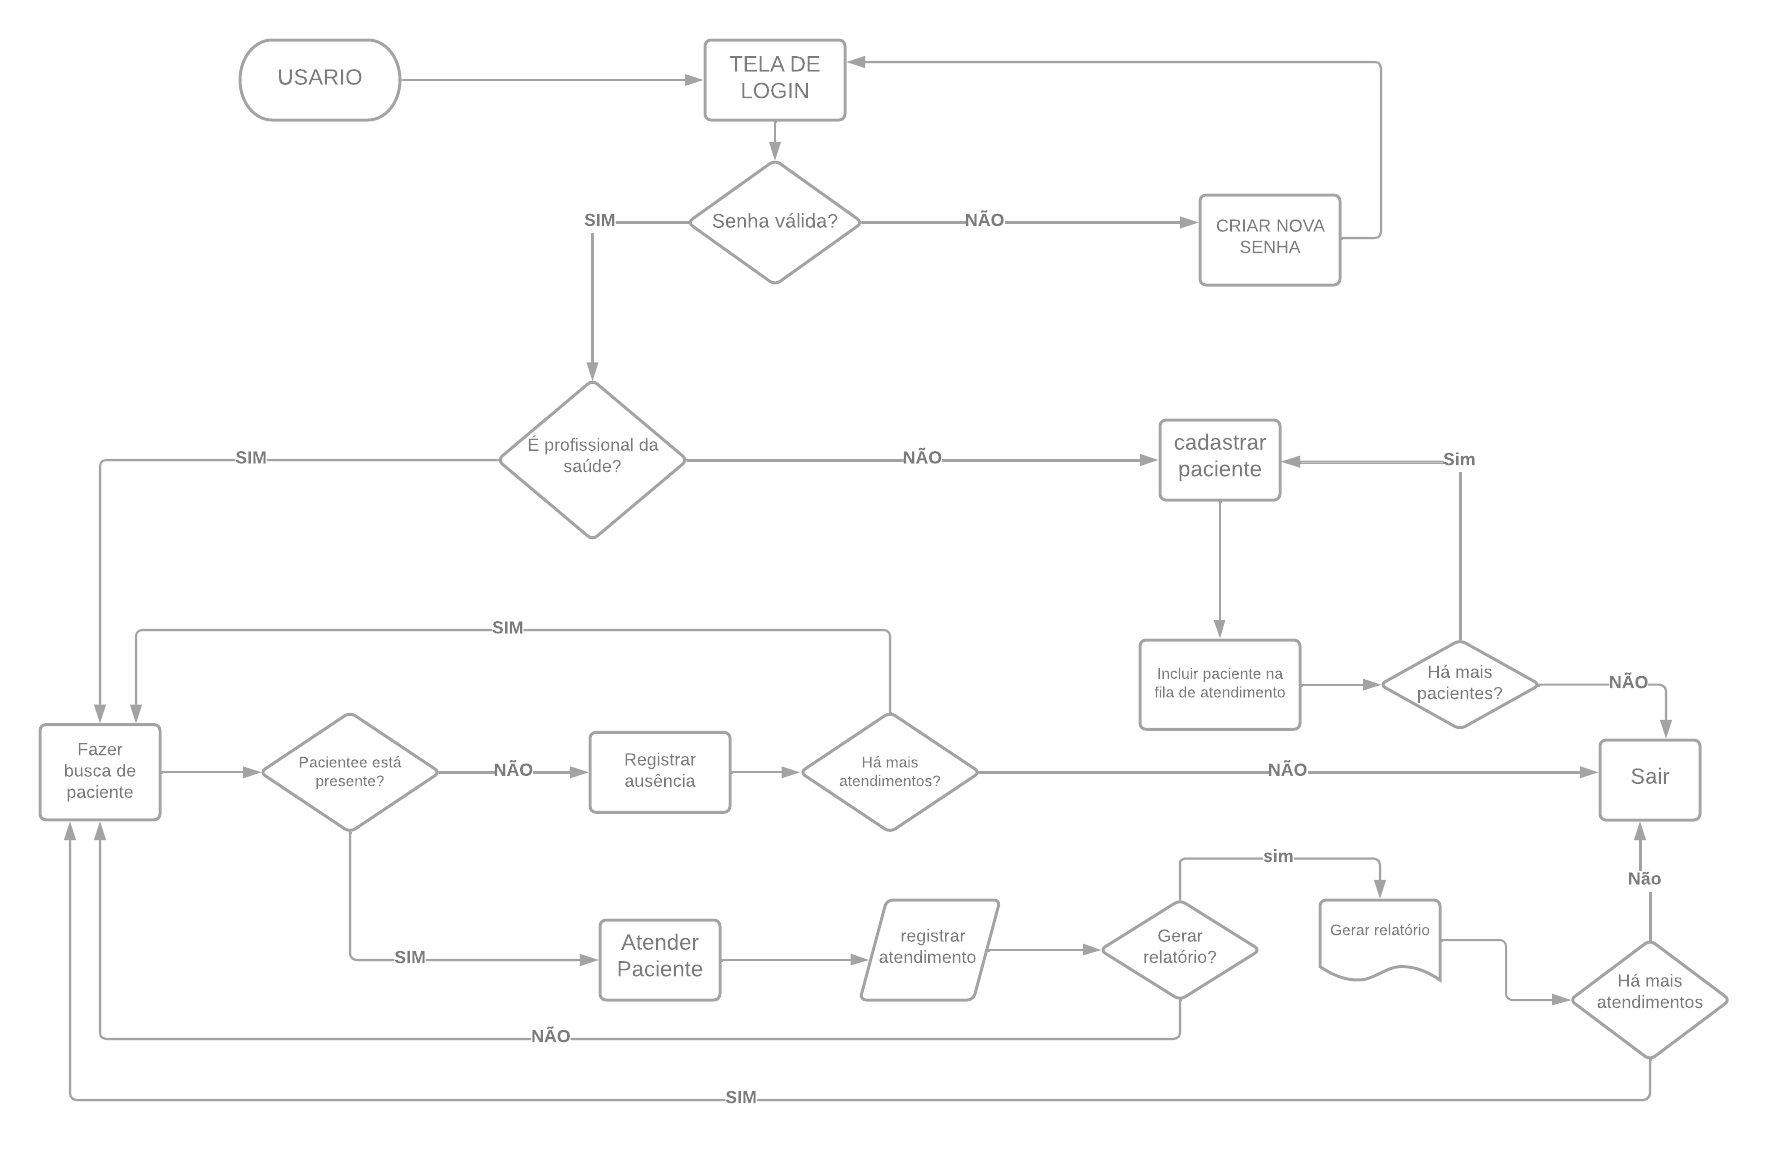 USARIO
TELA DE
LOGIN
Senha válida?
SIM
NÃO
CRIAR NOVA
SENHA
É profissional da
saúde?
SIM
NÃO
cadastrar
paciente
Sim
Incluir paciente na
fila de atendimento
Há mais
pacientes?
NÃO
SIM
Fazer
busca de
paciente
Pacientee está
presente?
NÃO
Registrar
ausência
Há mais
atendimentos?
NÃO
Sair
SIM
Atender
Paciente
registrar
atendimento
Gerar
relatório?
sim
Gerar relatório
Não
Há mais
atendimentos
NÃO
SIM